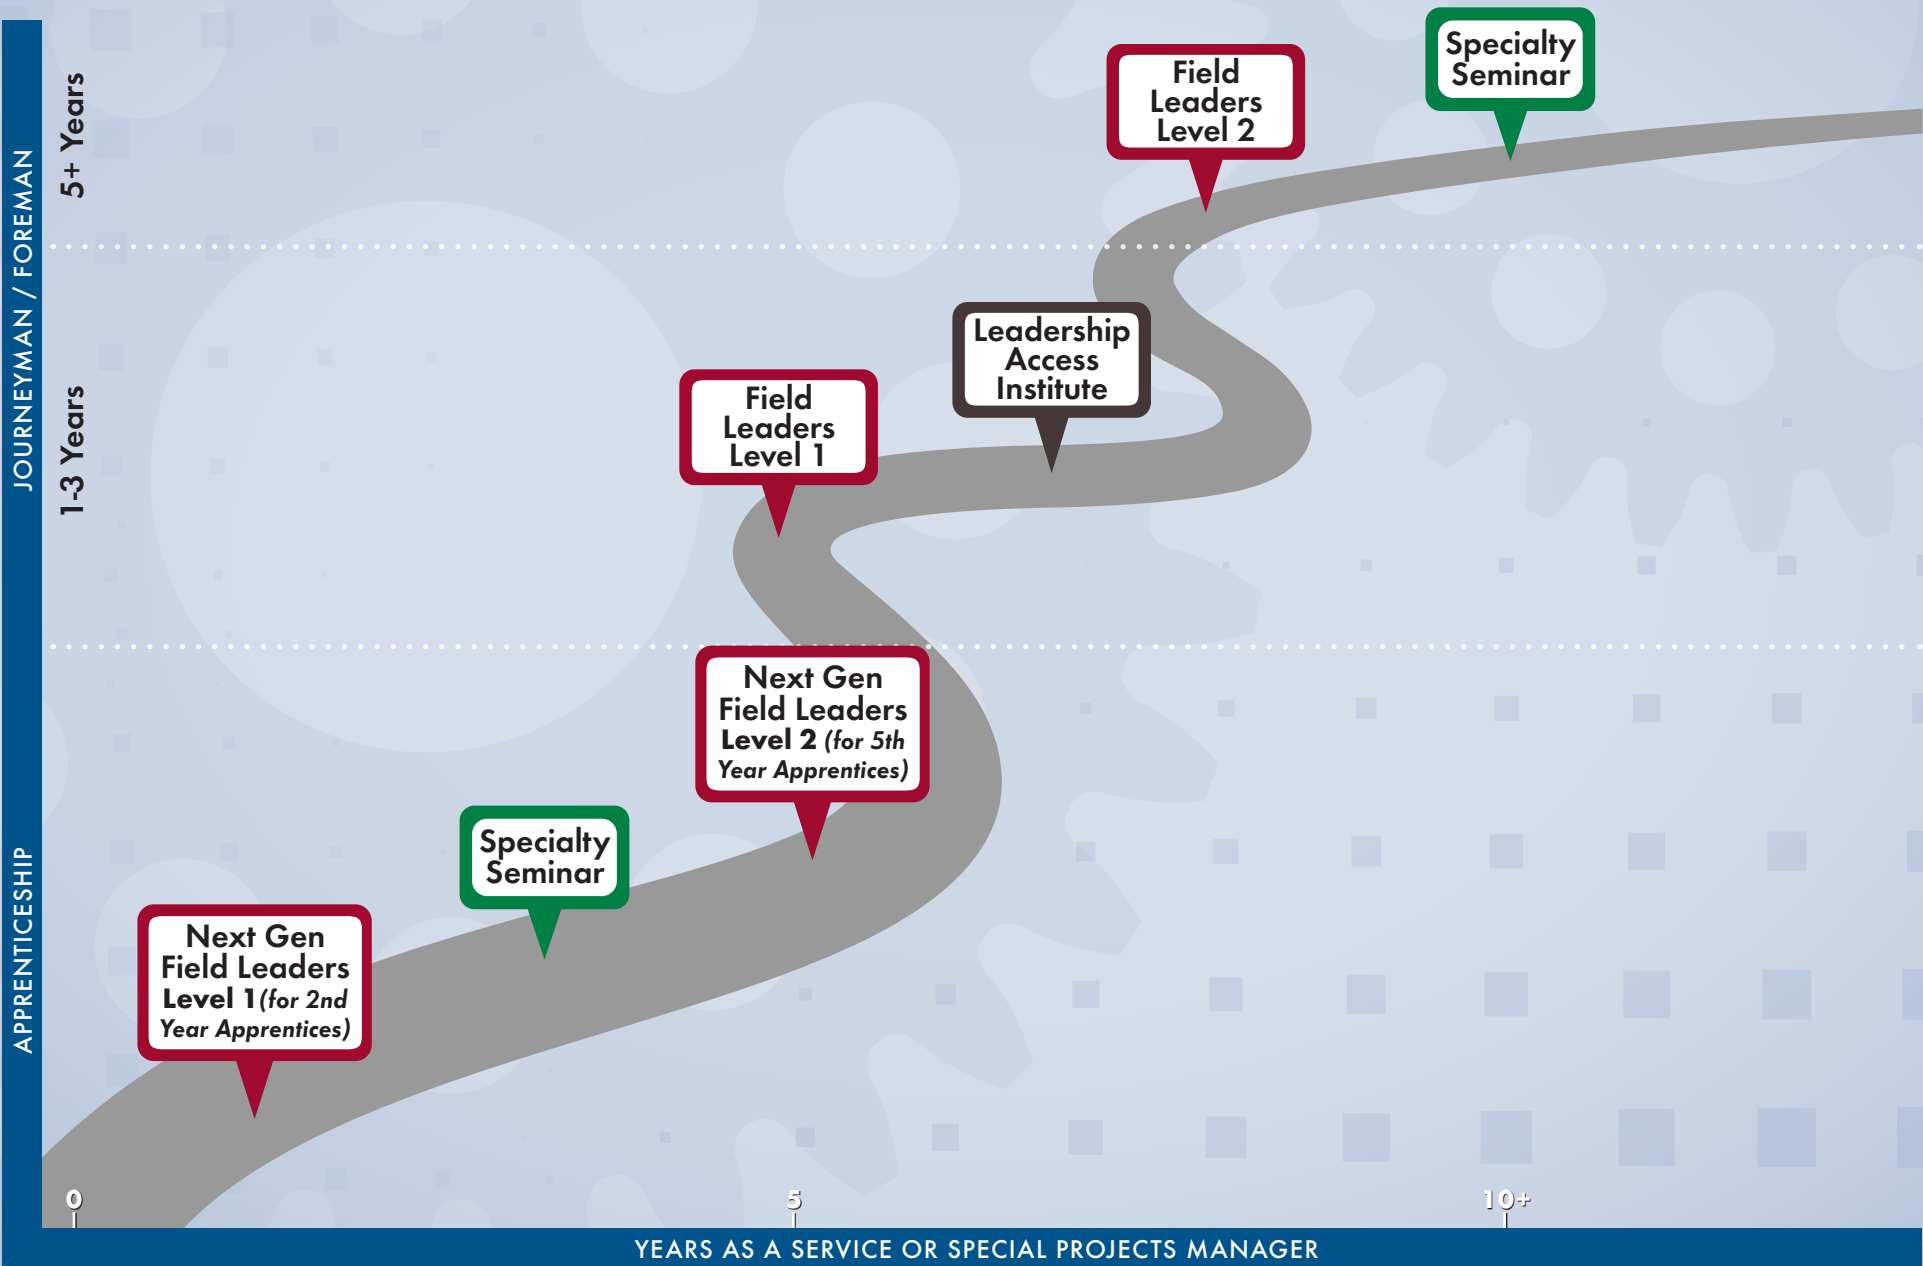 Specialty
Seminar
Field
Leaders
Level 2
5+ Years
JOURNEYMAN / FOREMAN
Leadership
Access
Institute
Field
Leaders
Level 1
1-3 Years
Next Gen
Field Leaders
Level 2 (for 5th
Year Apprentices)
Specialty
Seminar
APPRENTICESHIP
Next Gen
Field Leaders
Level 1(for 2nd
Year Apprentices)
0
5
10+
YEARS AS A SERVICE OR SPECIAL PROJECTS MANAGER